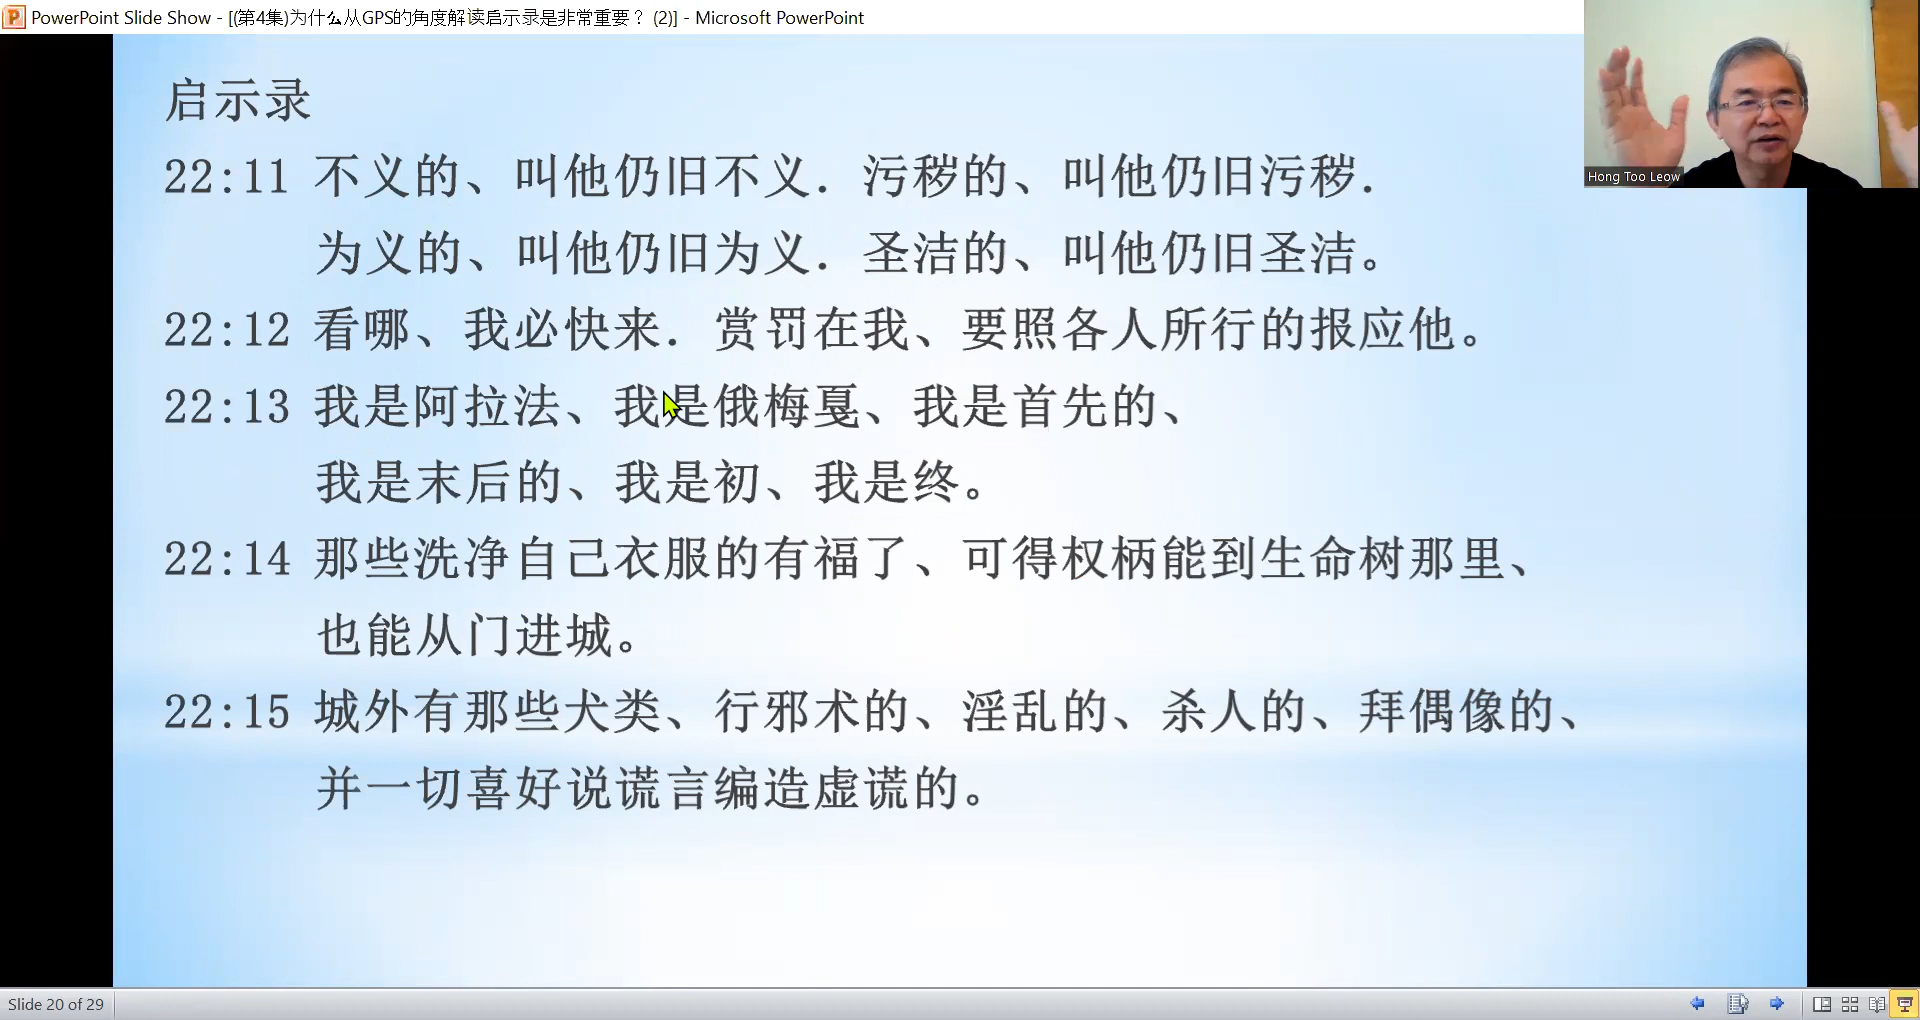 PowerPoint Slide Show - [(第4集)为什么从GPS的角度解读启示录是非常重要? (2)] - Microsoft PowerPoint
Hong Too Leow
启示录
22:11 不义的、叫他仍旧不义．污秽的、叫他仍旧污秽．
为义的、叫他仍旧为义．圣洁的、叫他仍旧圣洁。
22:12 看哪、我必快来．赏罚在我、要照各人所行的报应他。
22:13 我是阿拉法、我是俄梅戛、我是首先的、
我是末后的、我是初、我是终。
22:14 那些洗净自己衣服的有福了、可得权柄能到生命树那里、
也能从门进城。
22:15 城外有那些犬类、行邪术的、淫乱的、杀人的、拜偶像的、
并一切喜好说谎言编造虚谎的。
Slide 20 of 29